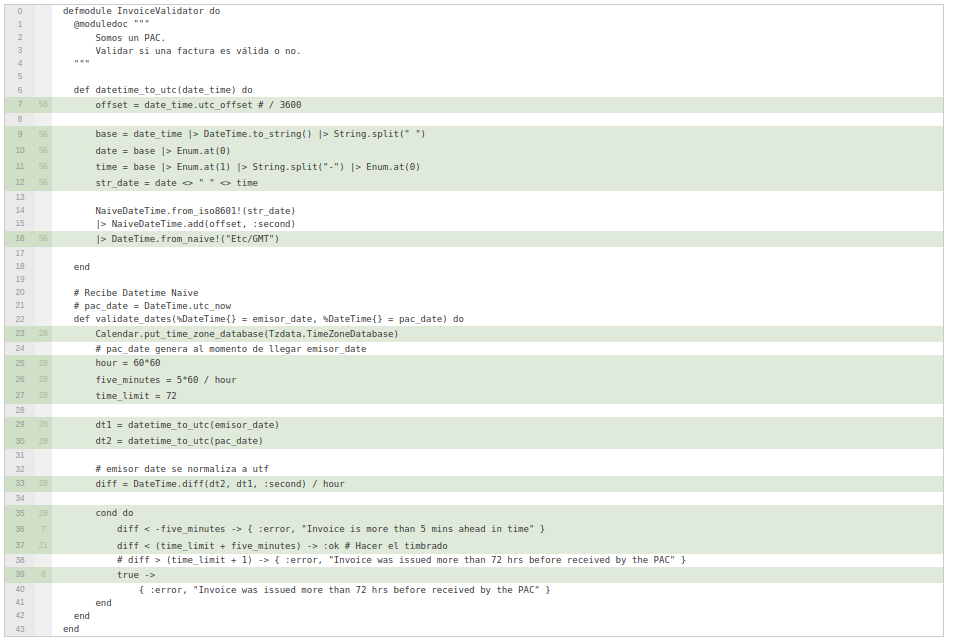 0 defmodule InvoiceValidator do
1 @moduledoc """
2 Somos un PAC.
3 Validar si una factura es válida o no.
4 """
5
6 def datetime_to_utc(date_time) do
7 56 offset = date_time.utc_offset # / 3600
8
9 56 base = date_time |> DateTime.to_string() |> String.split(" ")
10 56 date = base |> Enum.at(0)
11 56 time = base |> Enum.at(1) |> String.split("-") |> Enum.at(0)
12 56 str_date = date <> " " <> time
13
14 NaiveDateTime.from_iso8601!(str_date)
15 |> NaiveDateTime.add(offset, :second)
16 56 |> DateTime.from_naive!("Etc/GMT")
17
18 end
19
20 # Recibe Datetime Naive
21 # pac_date = DateTime.utc_now
22 def validate_dates(%DateTime{} = emisor_date, %DateTime{} = pac_date) do
23 28 Calendar.put_time_zone_database(Tzdata.TimeZoneDatabase)
24 # pac_date genera al momento de llegar emisor_date
25 28 hour = 60*60
26 28 five_minutes = 5*60 / hour
27 28 time_limit = 72
28
29 28 dt1 = datetime_to_utc(emisor_date)
30 28 dt2 = datetime_to_utc(pac_date)
31
32 # emisor date se normaliza a utf
33 28 diff = DateTime.diff(dt2, dt1, :second) / hour
34
35 28 cond do
36 7 diff < -five_minutes -> { :error, "Invoice is more than 5 mins ahead in time" }
37 21 diff < (time_limit + five_minutes) -> :ok # Hacer el timbrado
38 # diff > (time_limit + 1) -> { :error, "Invoice was issued more than 72 hrs before received by the PAC" }
39 8 true ->
40 { :error, "Invoice was issued more than 72 hrs before received by the PAC" }
41 end
42 end
43 end